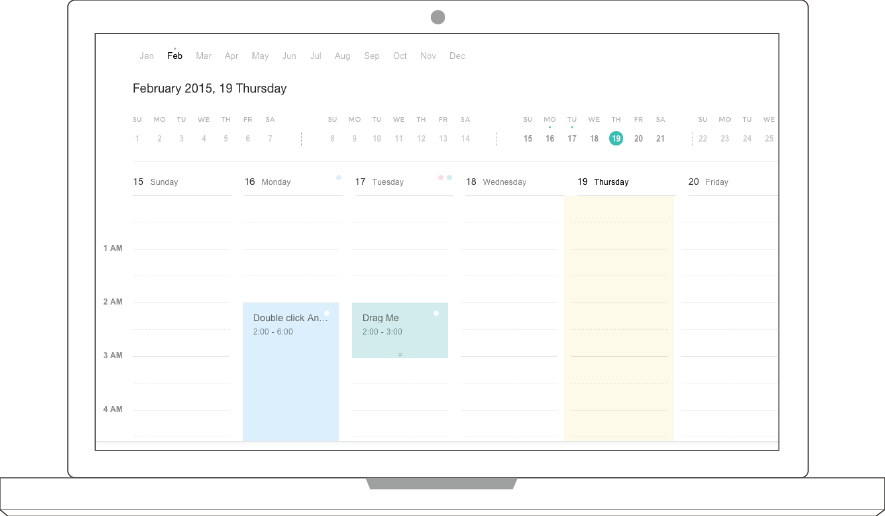 Jan Feb Mar Apr May Jun Jul Aug Sep Oct Nov Dec
February 2015, 19 Thursday
SU MO TU WE TH FR SA SU MO TU WE TH FR SA SU MO TU WE TH FR SA SU MO TU WE
1 2 3 4 5 6 7 8 9 10 11 12 13 14 15 16 17 18 19 20 21 22 23 24 25
15 Sunday 16 Monday 17 Tuesday 18 Wednesday 19 Thursday 20 Friday
1 AM
2 AM
Double click An... Drag Me
2:00 - 6:00 2:00 - 3:00
3 AM
4 AM